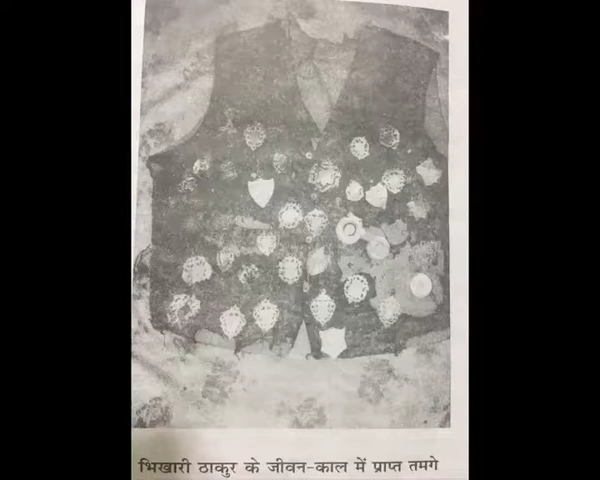 भिखारी ठाकुर के जीवन-काल में प्राप्त तमगे